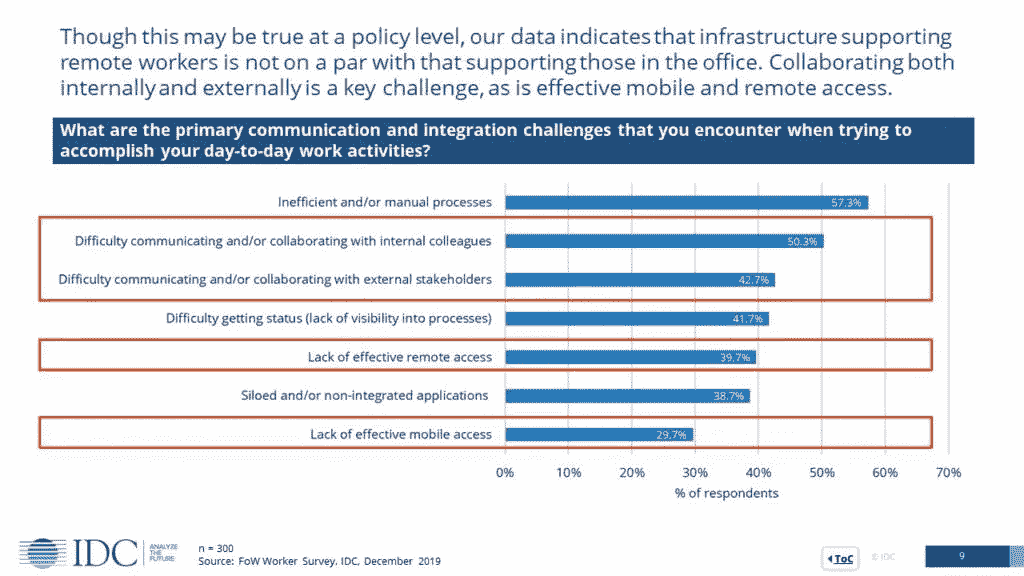 Though this may be true at a policy level, our data indicates that infrastructure supporting
remote workers is not on a par with that supporting those in the office. Collaborating both
internally and externally is a key challenge, as is effective mobile and remote access.
What are the primary communication and integration challenges that you encounter when trying to
accomplish your day-to-day work activities?
Inefficient and/or manual processes 57.3%
Difficulty communicating and/or collaborating with internal colleagues 50.3%
Difficulty communicating and/or collaborating with external stakeholders 42.7%
Difficulty getting status (lack of visibility into processes) 41.7%
Lack of effective remote access 39.7%
Siloed and/or non-integrated applications 38.7%
Lack of effective mobile access 29.7%
0% 10% 20% 30% 40% 50% 60% 70%
% of respondents
IDC
ANALYZE
THE
FUTURE
n = 300
Source: FoW Worker Survey. IDC, December 2019
ToC
© IDC
9